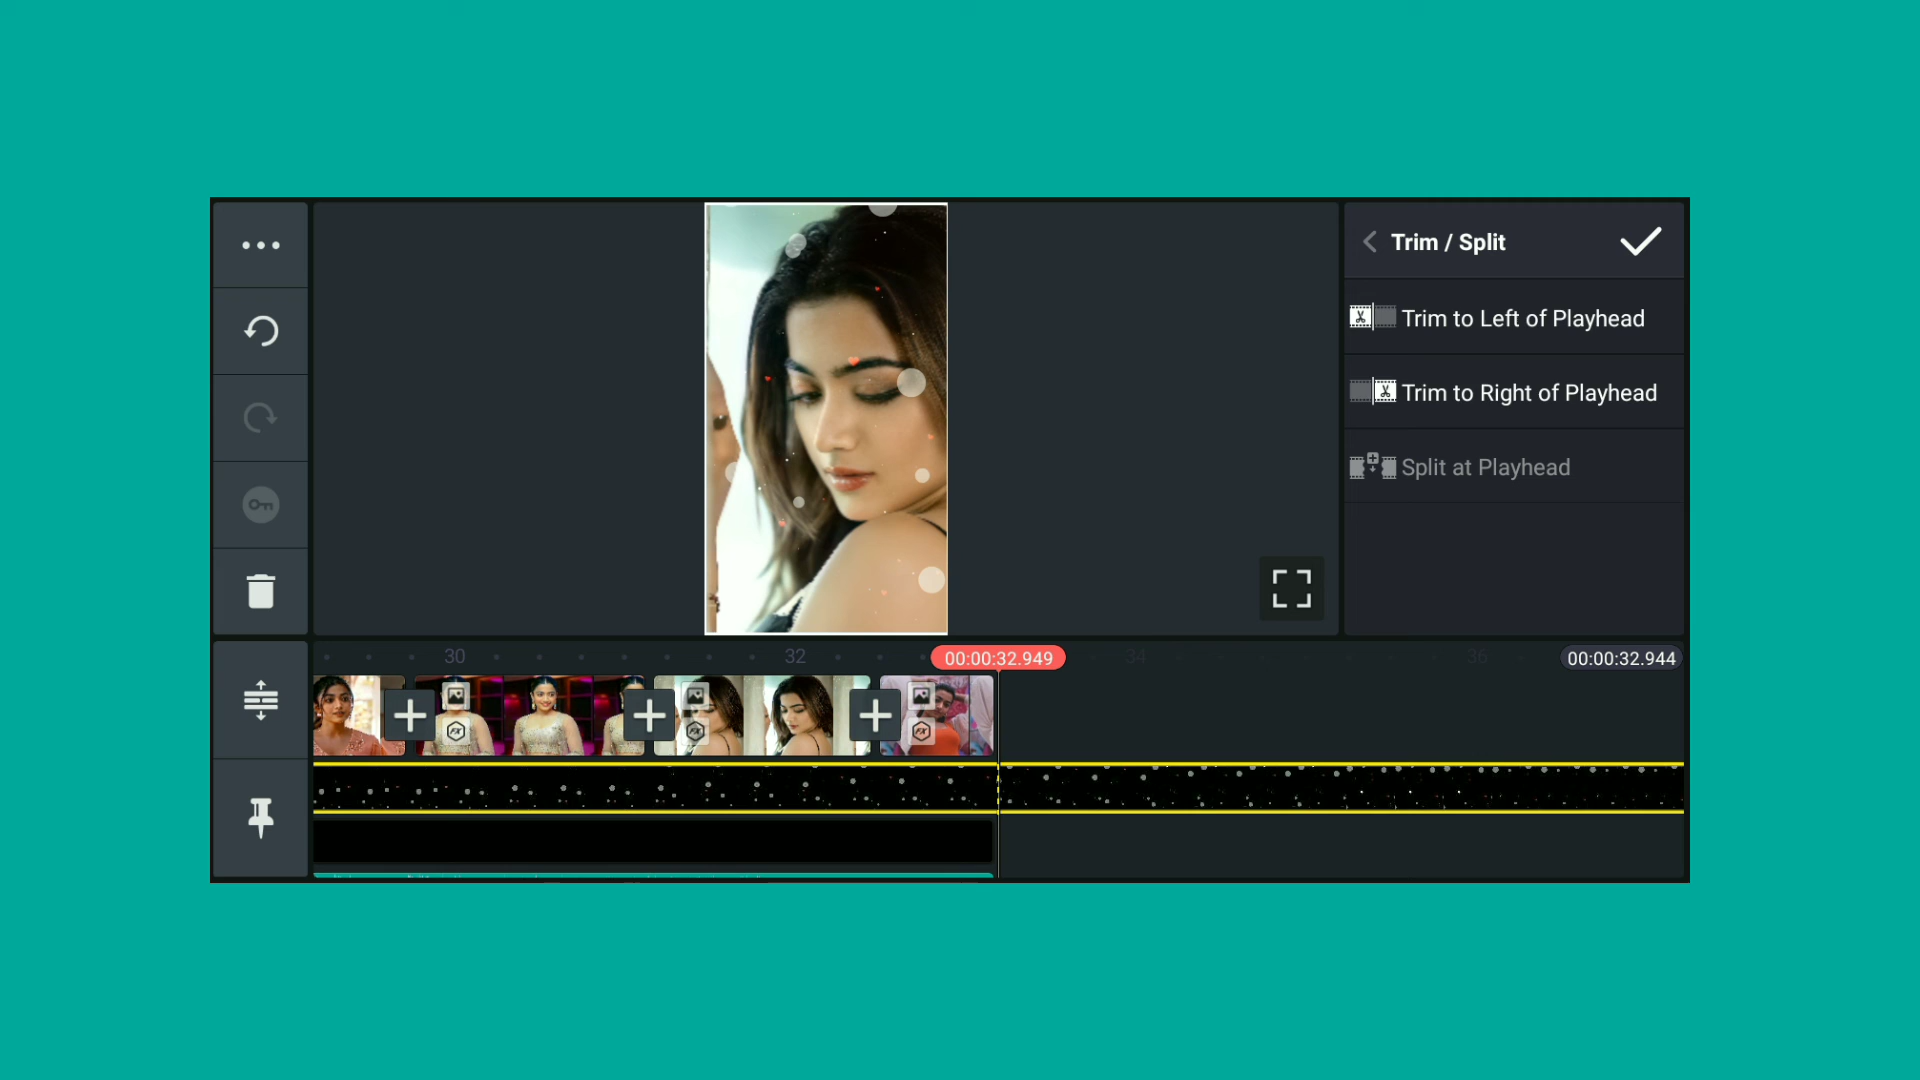 Trim / Split
Trim to Left of Playhead
Trim to Right of Playhead
Split at Playhead
30
32
00:00:32.949
34
36
00:00:32.944